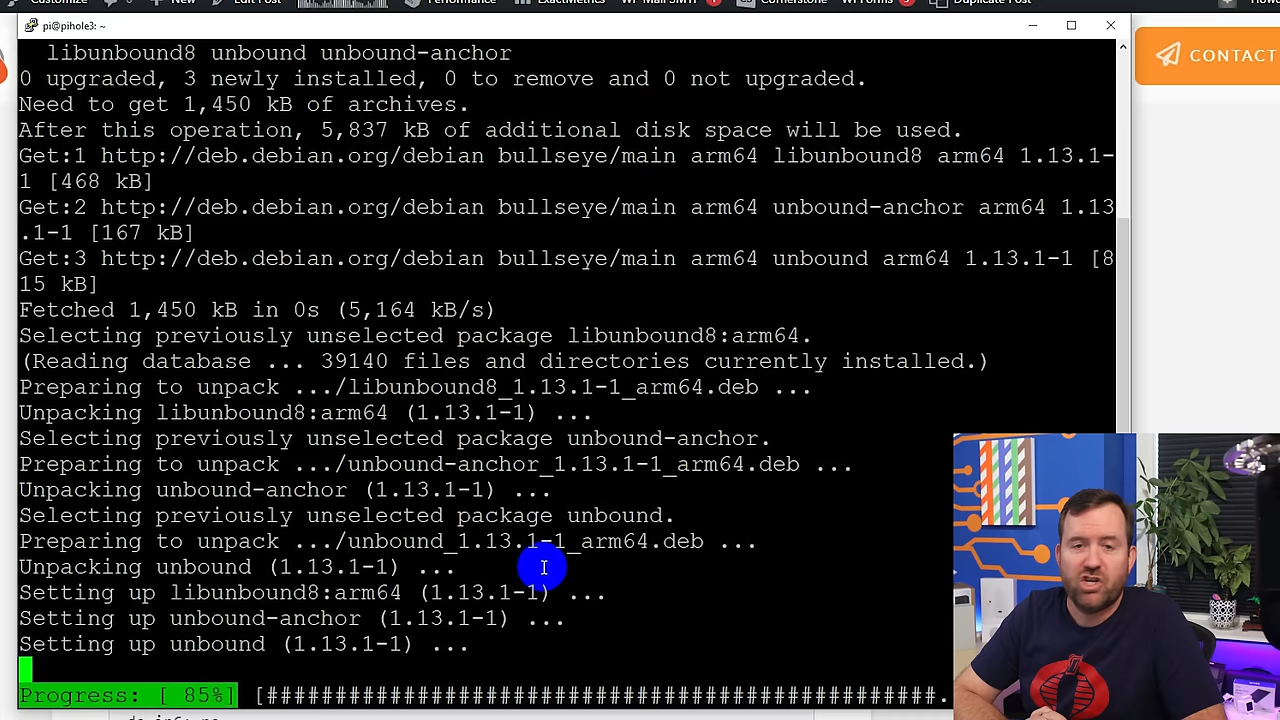 Customize
New
Edit Post
Performance
ExactMetrics
WP Mail SMTP
Cornerstone
WPForms
Duplicate Post
pi@pihole3: ~
CONTACT
libunbound8 unbound unbound-anchor
0 upgraded, 3 newly installed, 0 to remove and 0 not upgraded.
Need to get 1,450 kB of archives.
After this operation, 5,837 kB of additional disk space will be used.
Get:1 http://deb.debian.org/debian bullseye/main arm64 libunbound8 arm64 1.13.1-
1 [468 kB]
Get:2 http://deb.debian.org/debian bullseye/main arm64 unbound-anchor arm64 1.13
.1-1 [167 kB]
Get:3 http://deb.debian.org/debian bullseye/main arm64 unbound arm64 1.13.1-1 [8
15 kB]
Fetched 1,450 kB in 0s (5,164 kB/s)
Selecting previously unselected package libunbound8:arm64.
(Reading database ... 39140 files and directories currently installed.)
Preparing to unpack .../libunbound8_1.13.1-1_arm64.deb ...
Unpacking libunbound8:arm64 (1.13.1-1) ...
Selecting previously unselected package unbound-anchor.
Preparing to unpack .../unbound-anchor_1.13.1-1_arm64.deb ...
Unpacking unbound-anchor (1.13.1-1) ...
Selecting previously unselected package unbound.
Preparing to unpack .../unbound_1.13.1-1_arm64.deb ...
Unpacking unbound (1.13.1-1) ...
Setting up libunbound8:arm64 (1.13.1-1) ...
Setting up unbound-anchor (1.13.1-1) ...
Setting up unbound (1.13.1-1) ...
Progress: [ 85%] [##################################################.